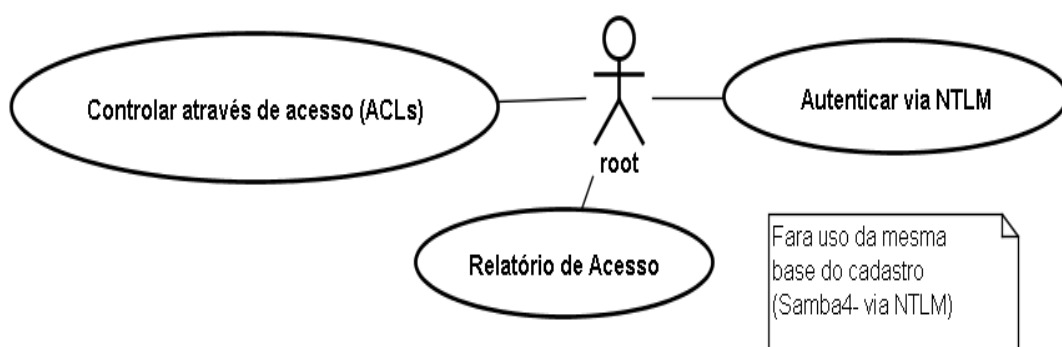 Controlar através de acesso (ACLs)
Autenticar via NTLM
root
Relatório de Acesso
Fara uso da mesma
base do cadastro
(Samba4- via NTLM)